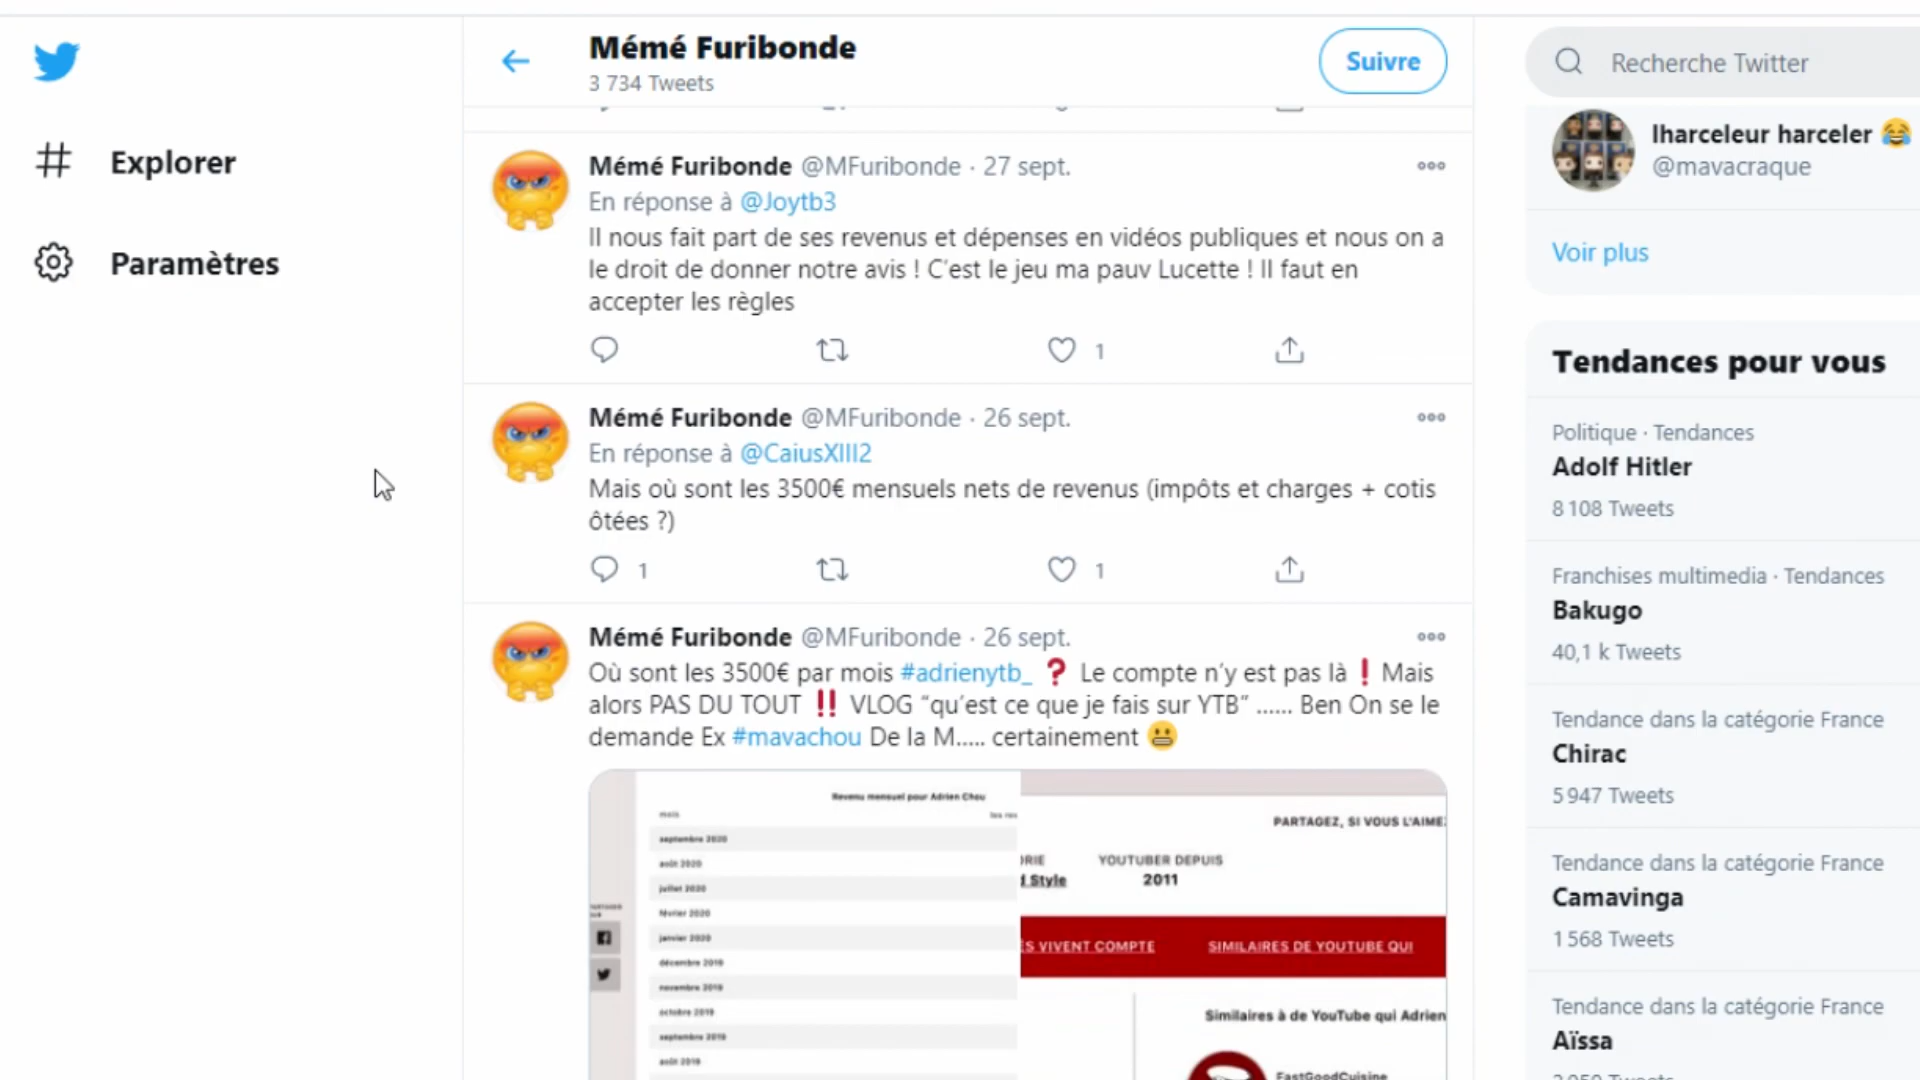 Explorer
Paramètres
Mémé Furibonde
3 734 Tweets
Suivre
Mémé Furibonde @MFuribonde · 27 sept.
En réponse à @Joytb3
Il nous fait part de ses revenus et dépenses en vidéos publiques et nous on a
le droit de donner notre avis ! C'est le jeu ma pauv Lucette ! Il faut en
accepter les règles
1
Mémé Furibonde @MFuribonde · 26 sept.
En réponse à @CaiusXIII2
Mais où sont les 3500€ mensuels nets de revenus (impôts et charges + cotis
ôtées ?)
1 1
Mémé Furibonde @MFuribonde · 26 sept.
Où sont les 3500€ par mois #adrienytb_ ❓ Le compte n'y est pas là ❗ Mais
alors PAS DU TOUT ‼️ VLOG "qu'est ce que je fais sur YTB" ...... Ben On se le
demande Ex #mavachou De la M..... certainement 😬
Revenu mensuel pour Adrien Chou
mois
septembre 2020
août 2020
juillet 2020
février 2020
janvier 2020
décembre 2019
novembre 2019
octobre 2019
septembre 2019
août 2019
PARTAGEZ, SI VOUS L'AIME
YOUTUBER DEPUIS
Style
2011
VIVENT COMPTE
SIMILAIRES DE YOUTUBE QUI
Similaires à de YouTube qui Adrien
FastGoodCuisine
Recherche Twitter
lharceleur harceler 😂
@mavacraque
Voir plus
Tendances pour vous
Politique · Tendances
Adolf Hitler
8 108 Tweets
Franchises multimedia · Tendances
Bakugo
40,1 k Tweets
Tendance dans la catégorie France
Chirac
5 947 Tweets
Tendance dans la catégorie France
Camavinga
1 568 Tweets
Tendance dans la catégorie France
Aïssa